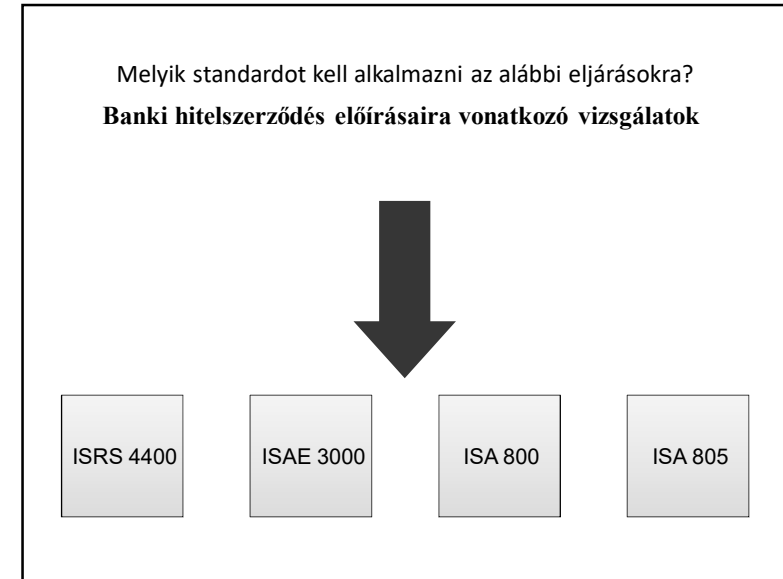 Melyik standardot kell alkalmazni az alábbi eljárásokra?
Banki hitelszerződés előírásaira vonatkozó vizsgálatok
ISRS 4400
ISAE 3000
ISA 800
ISA 805